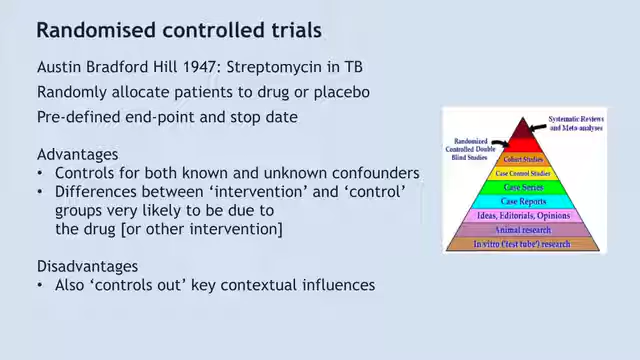 Randomised controlled trials
Austin Bradford Hill 1947: Streptomycin in TB
Randomly allocate patients to drug or placebo
Pre-defined end-point and stop date
Advantages
• Controls for both known and unknown confounders
• Differences between ‘intervention’ and ‘control’
groups very likely to be due to
the drug [or other intervention]
Disadvantages
• Also ‘controls out’ key contextual influences
Systematic Reviews
and Meta-analyses
Randomized
Controlled Double
Blind Studies
Cohort Studies
Case Control Studies
Case Series
Case Reports
Ideas, Editorials, Opinions
Animal research
In vitro ('test tube') research